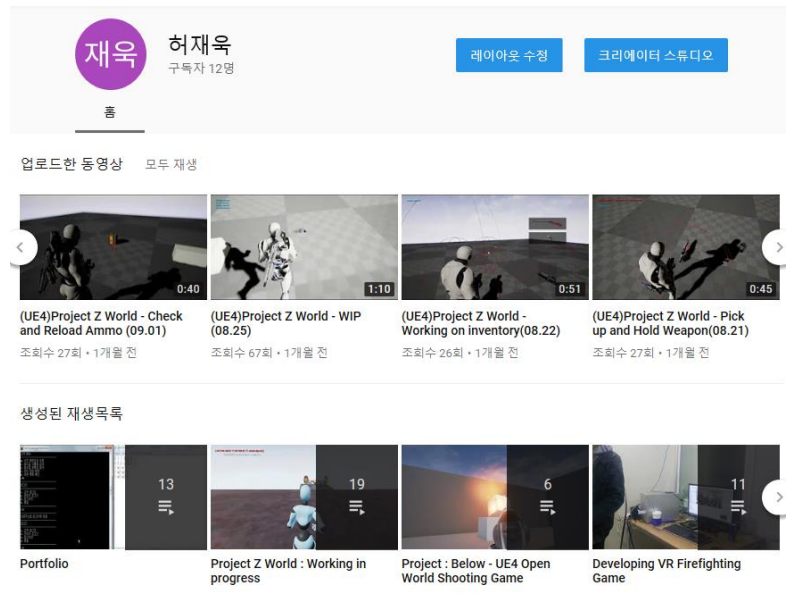 재욱
허재욱
구독자 12명
레이아웃 수정
크리에이터 스튜디오
홈
업로드한 동영상 모두 재생
0:40
1:10
0:51
0:45
(UE4)Project Z World - Check
and Reload Ammo (09.01)
조회수 27회 • 1개월 전
(UE4)Project Z World - WIP
(08.25)
조회수 67회 • 1개월 전
(UE4)Project Z World -
Working on inventory(08.22)
조회수 26회 • 1개월 전
(UE4)Project Z World - Pick
up and Hold Weapon(08.21)
조회수 27회 • 1개월 전
생성된 재생목록
13
19
6
11
Portfolio
Project Z World : Working in
progress
Project : Below - UE4 Open
World Shooting Game
Developing VR Firefighting
Game